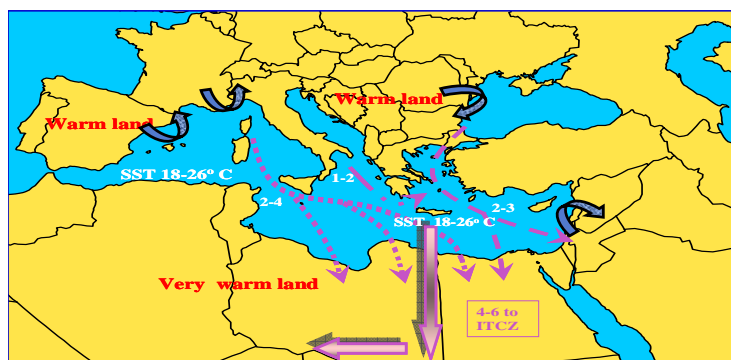 Warm land
Warm land
SST 18-26º C
1-2
2-4
2-3
SST 18-26º C
Very warm land
4-6 to
ITCZ